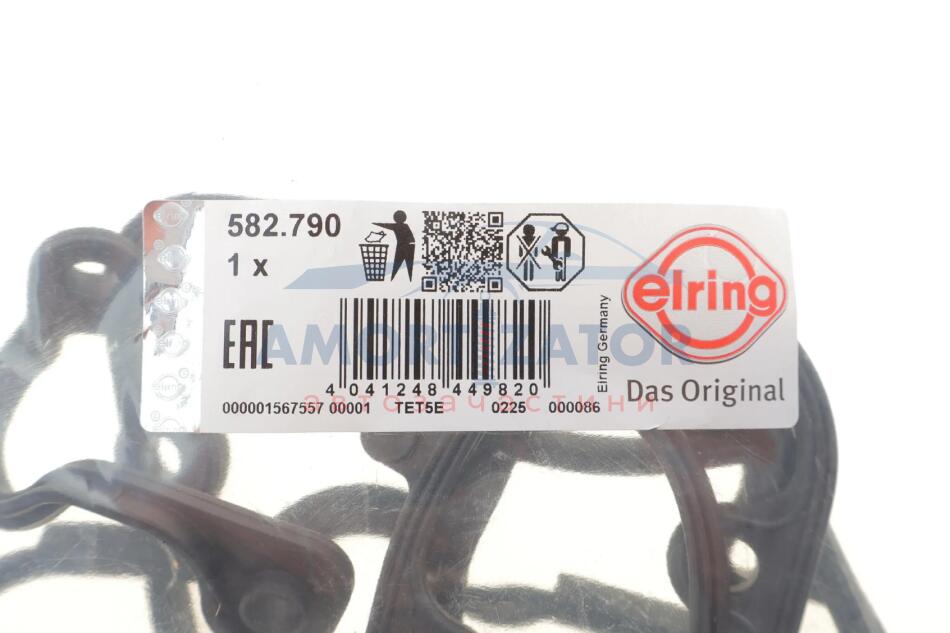 582.790
1 x
EAC
elring
Das Original
Elring Germany
AMORTIZATOR
автозапчастини
4 041248 449820
000001567557 00001 TET5E 0225 000086